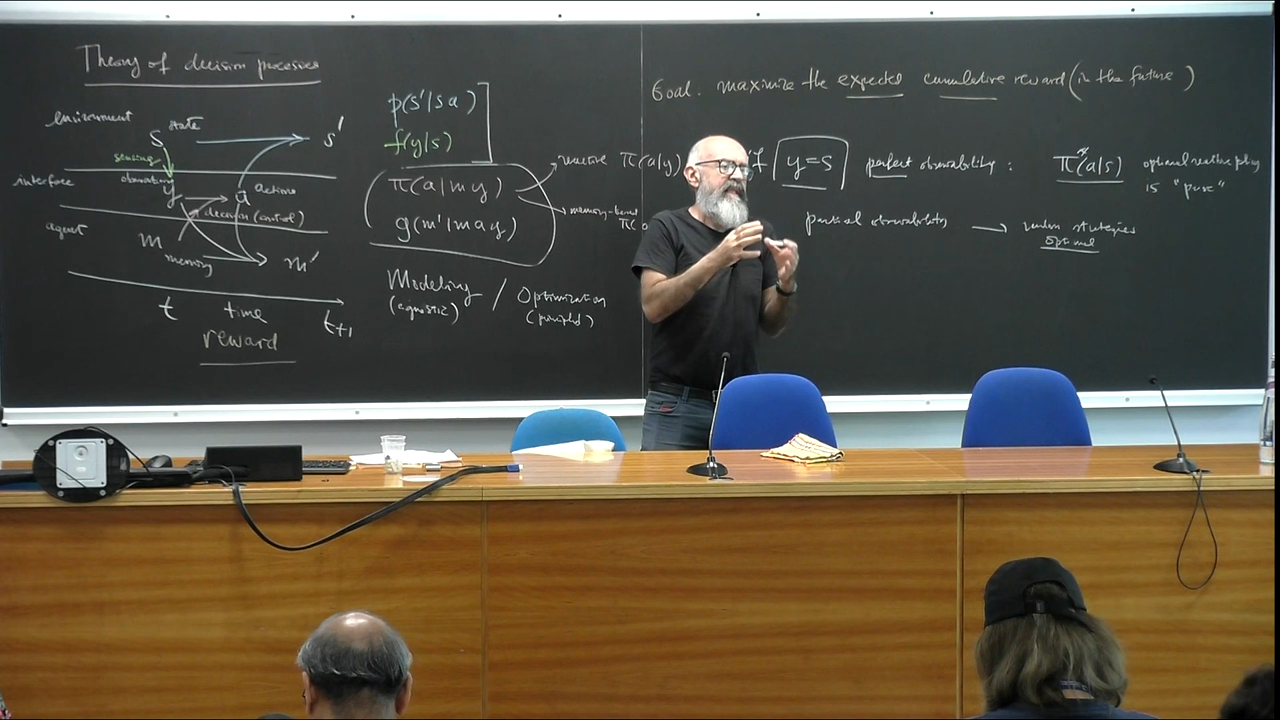 Theory of decision processes
environment
S state
s'
sensing
interface
observation
y
a actions
decision (control)
agent
m
memory
m'
t time t+1
reward
p(s'|s a)
f(y|s)
π(a|m y)
g(m'|m a y)
Modeling / Optimization
(agnostic)
Goal: maximize the expected cumulative reward (in the future)
reactive π(a|y) if y=s perfect observability: π*(a|s) optimal reactive policy
is "pure"
memory-based
π(
partial observability → random strategies
optimal